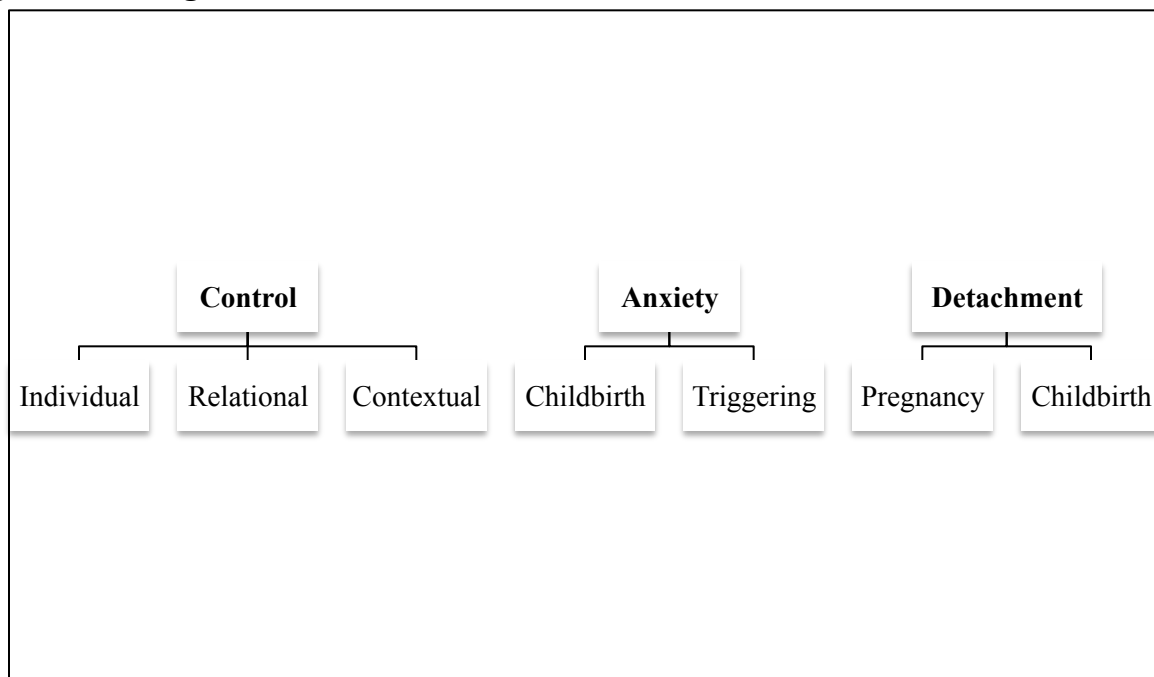 Control
Anxiety
Detachment
Individual
Relational
Contextual
Childbirth
Triggering
Pregnancy
Childbirth